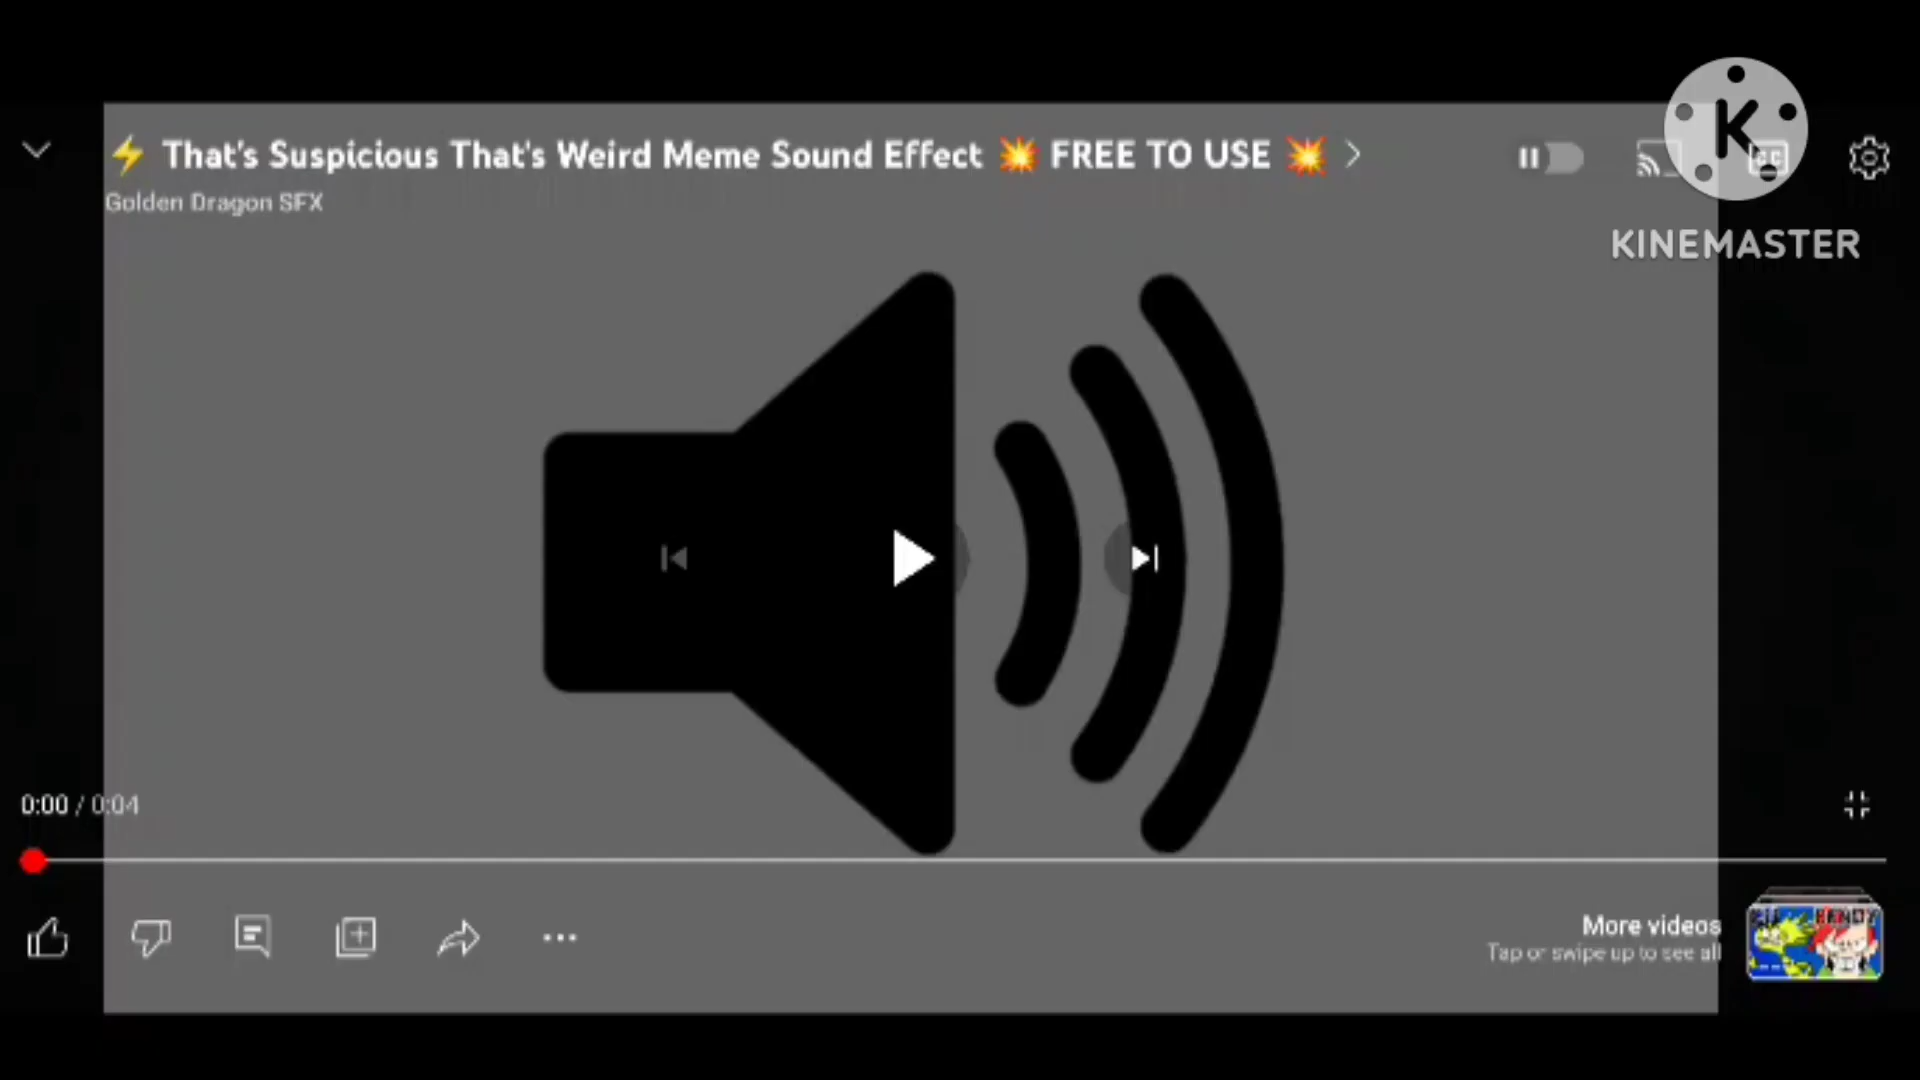 ⚡ That's Suspicious That's Weird Meme Sound Effect 💥 FREE TO USE 💥
Golden Dragon SFX
K
CC
KINEMASTER
0:00 / 0:04
More videos
Tap or swipe up to see all